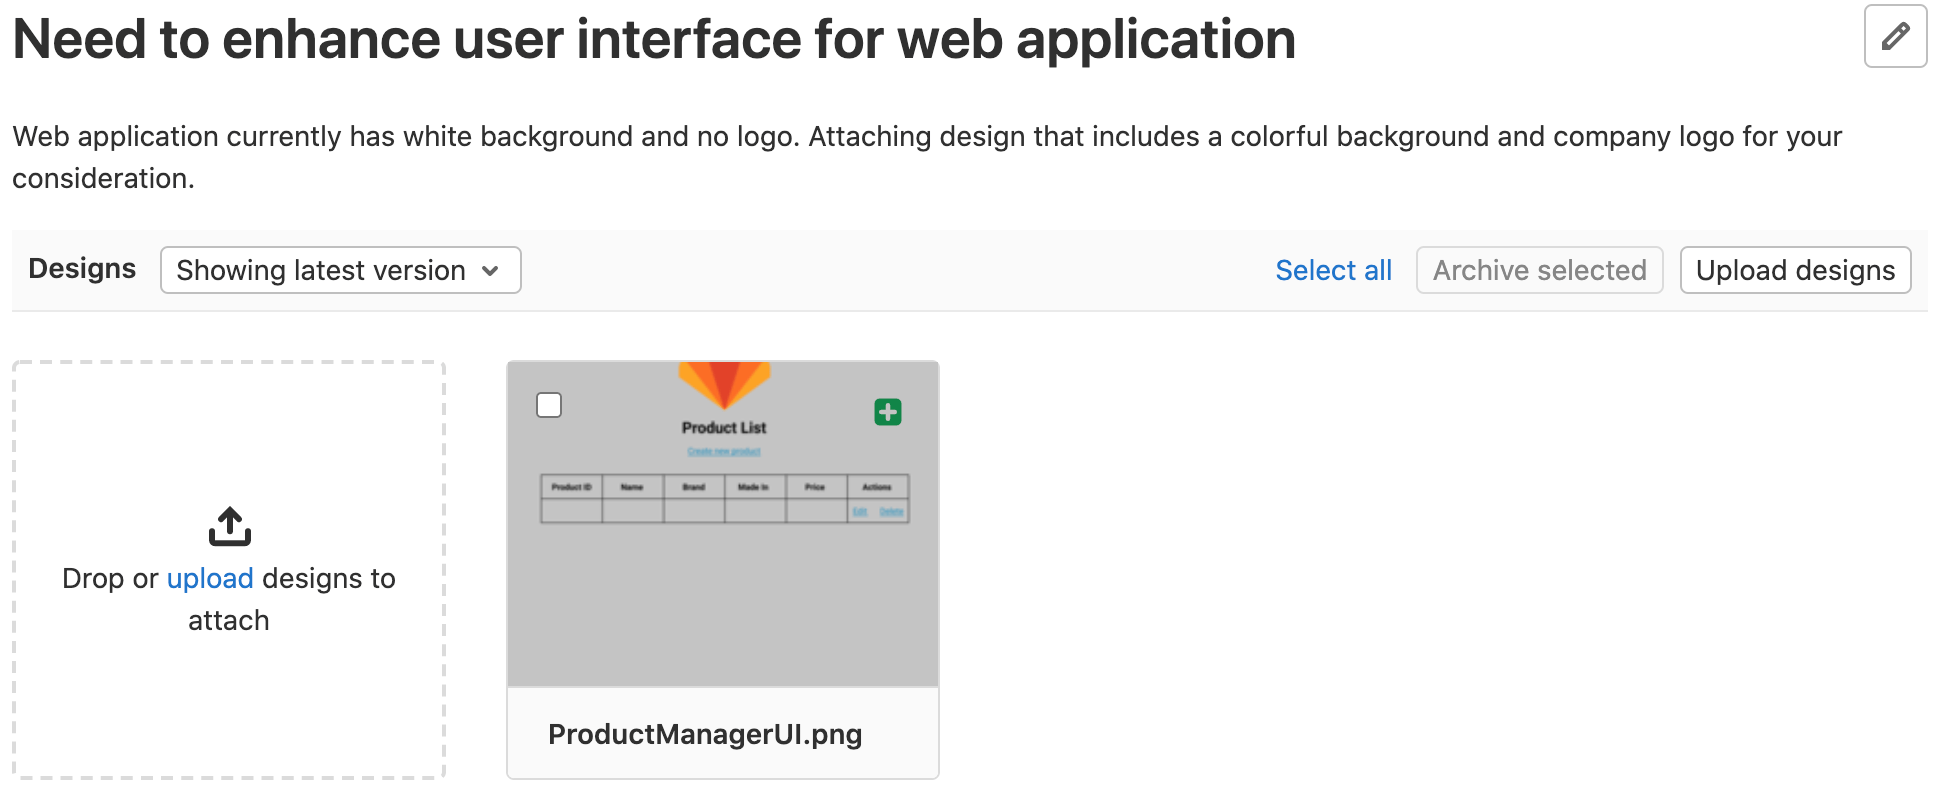 Need to enhance user interface for web application
Web application currently has white background and no logo. Attaching design that includes a colorful background and company logo for your
consideration.
Designs
Showing latest version
Select all
Archive selected
Upload designs
Drop or upload designs to
attach
Product List
Create new product
Product ID Name Brand Made In Price Actions
Edit Delete
ProductManagerUI.png